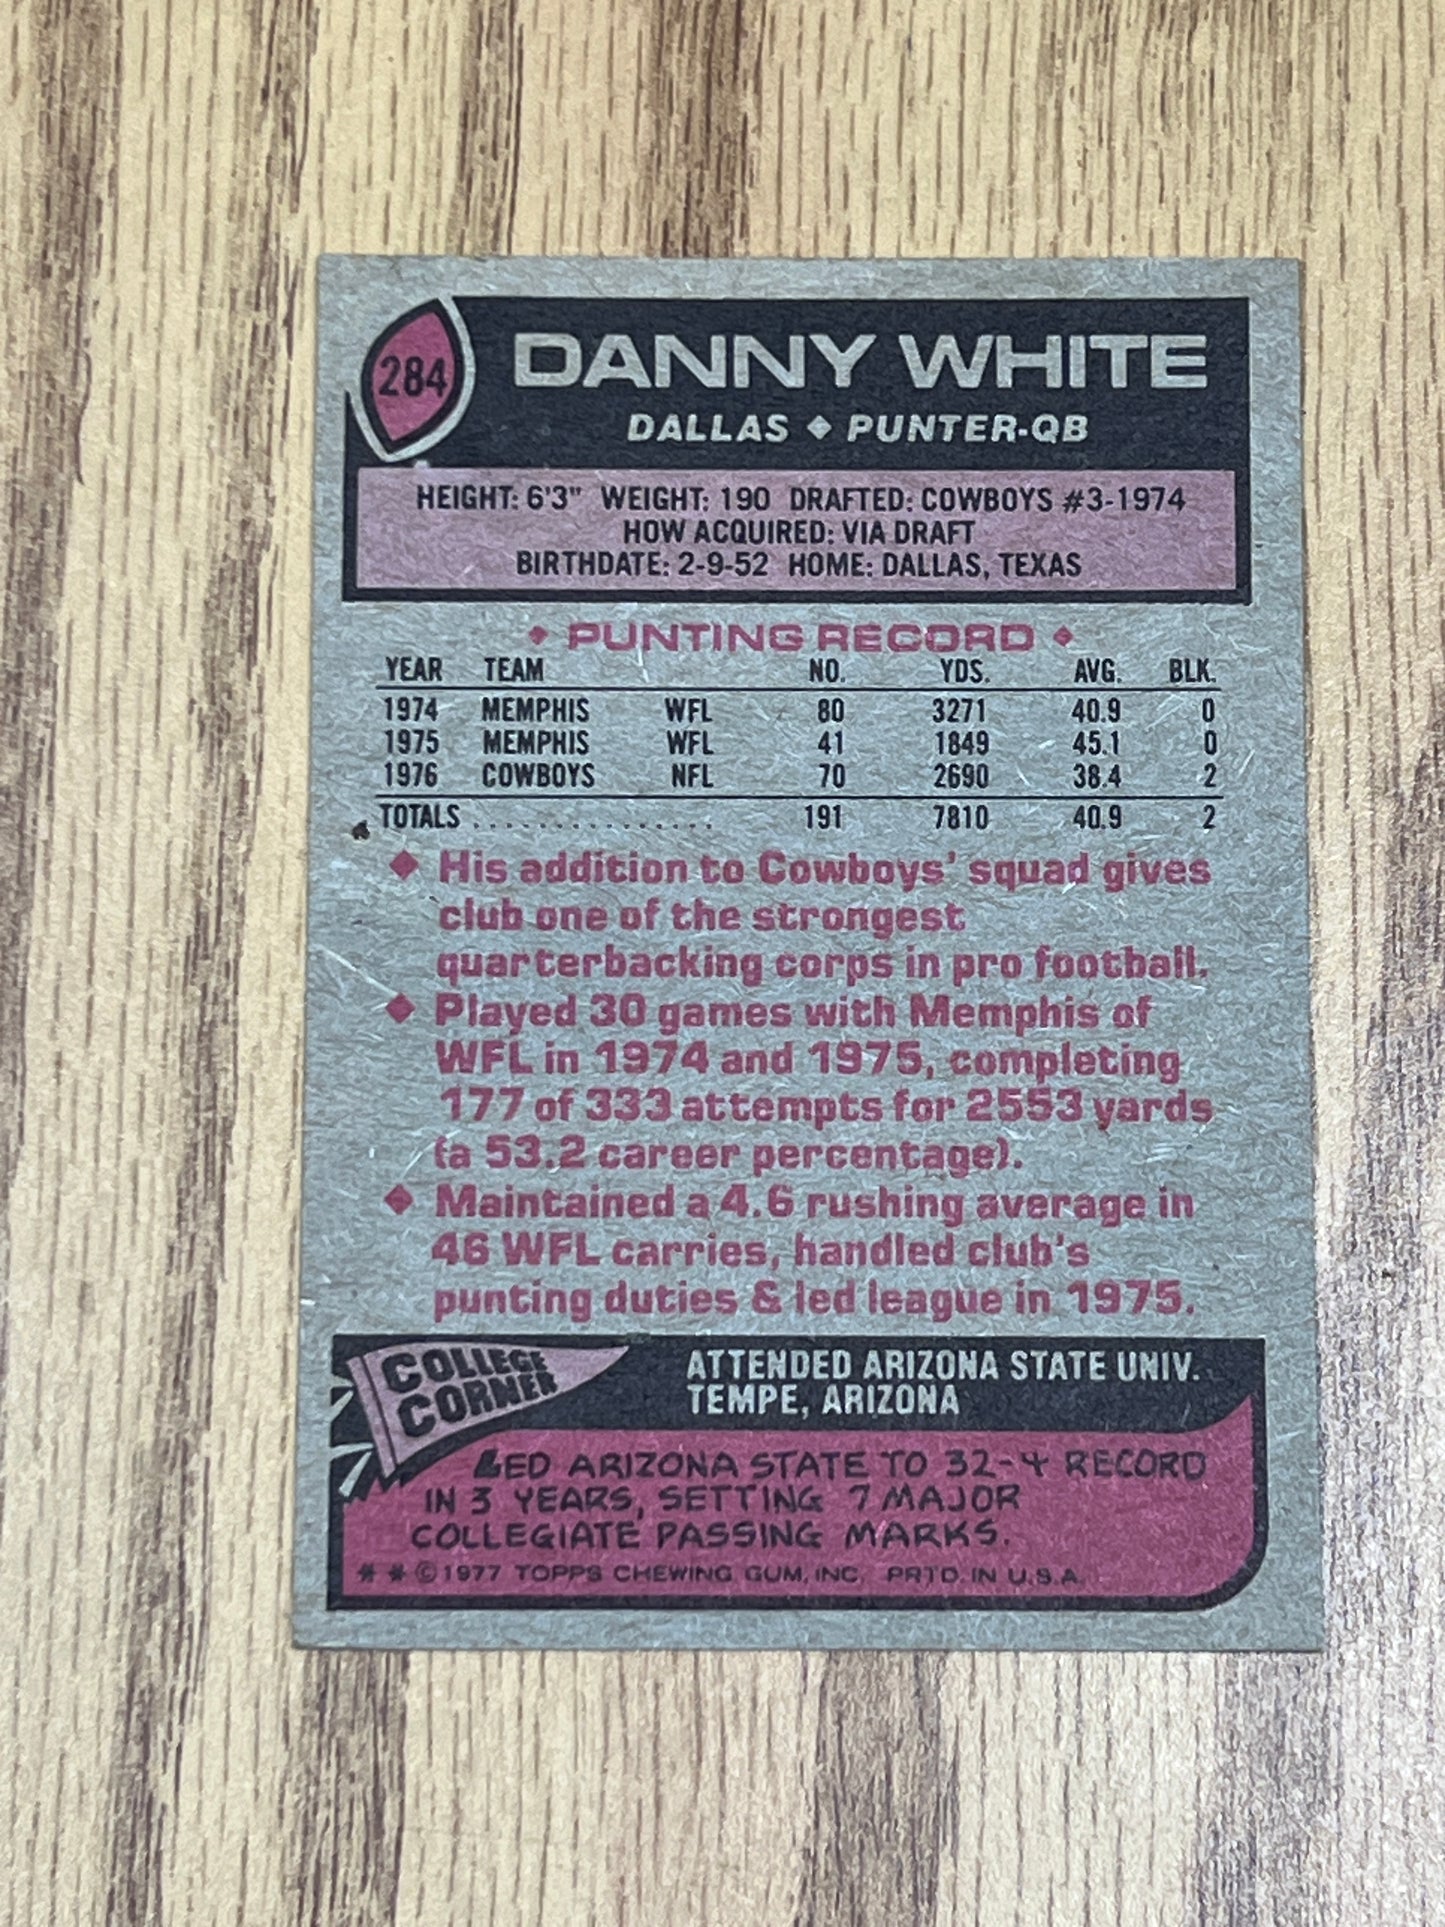 284
DANNY WHITE
DALLAS ◆ PUNTER-QB
HEIGHT: 6'3" WEIGHT: 190 DRAFTED: COWBOYS #3-1974
HOW ACQUIRED: VIA DRAFT
BIRTHDATE: 2-9-52 HOME: DALLAS, TEXAS
◆ PUNTING RECORD ◆
YEAR TEAM NO. YDS. AVG. BLK.
1974 MEMPHIS WFL 80 3271 40.9 0
1975 MEMPHIS WFL 41 1849 45.1 0
1976 COWBOYS NFL 70 2690 38.4 2
TOTALS . . . . . . . . . . . . . . . . 191 7810 40.9 2
◆ His addition to Cowboys' squad gives
club one of the strongest
quarterbacking corps in pro football.
◆ Played 30 games with Memphis of
WFL in 1974 and 1975, completing
177 of 333 attempts for 2553 yards
(a 53.2 career percentage).
◆ Maintained a 4.6 rushing average in
46 WFL carries, handled club's
punting duties & led league in 1975.
COLLEGE
CORNER
ATTENDED ARIZONA STATE UNIV.
TEMPE, ARIZONA
LED ARIZONA STATE TO 32-4 RECORD
IN 3 YEARS, SETTING 7 MAJOR
COLLEGIATE PASSING MARKS.
* * © 1977 TOPPS CHEWING GUM, INC. PRTD. IN U.S.A.